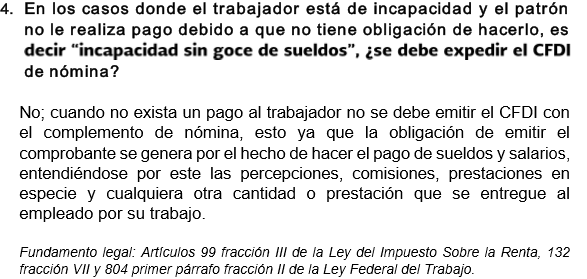 4. En los casos donde el trabajador está de incapacidad y el patrón
no le realiza pago debido a que no tiene obligación de hacerlo, es
decir “incapacidad sin goce de sueldos”, ¿se debe expedir el CFDI
de nómina?
No; cuando no exista un pago al trabajador no se debe emitir el CFDI con
el complemento de nómina, esto ya que la obligación de emitir el
comprobante se genera por el hecho de hacer el pago de sueldos y salarios,
entendiéndose por este las percepciones, comisiones, prestaciones en
especie y cualquiera otra cantidad o prestación que se entregue al
empleado por su trabajo.
Fundamento legal: Artículos 99 fracción III de la Ley del Impuesto Sobre la Renta, 132
fracción VII y 804 primer párrafo fracción II de la Ley Federal del Trabajo.